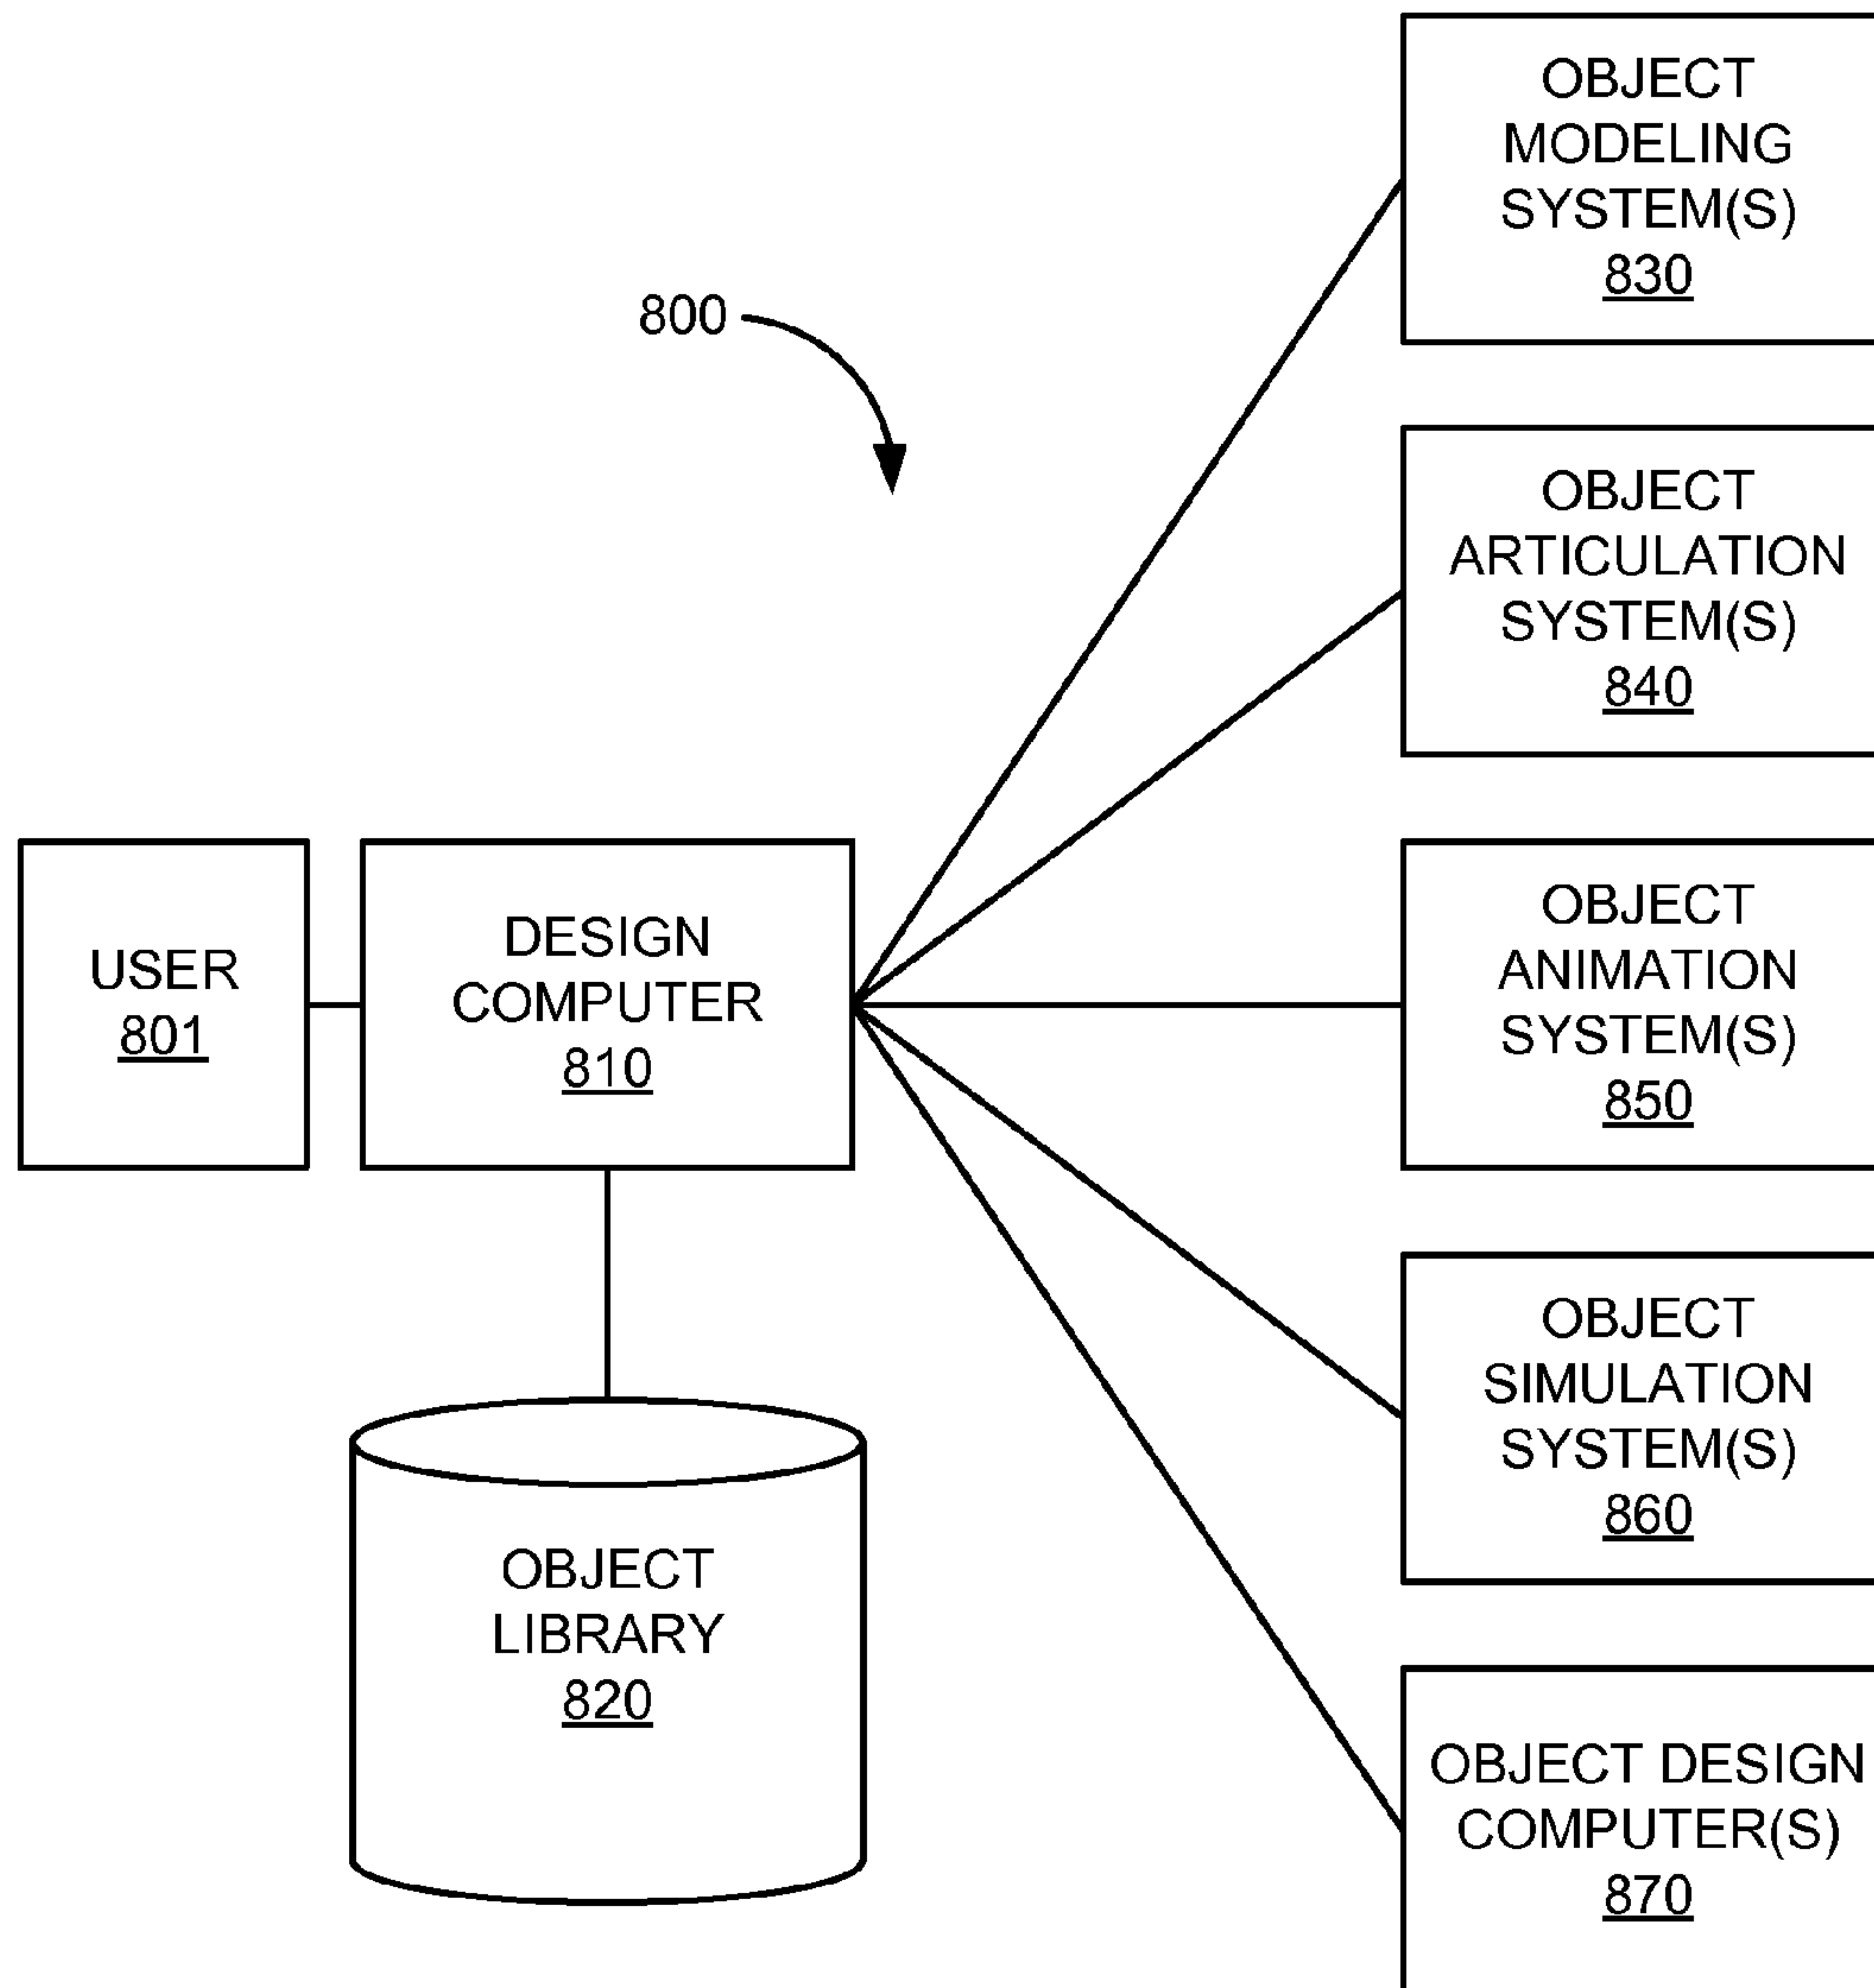 OBJECT
MODELING
SYSTEM(S)
830
800
OBJECT
ARTICULATION
SYSTEM(S)
840
USER
801
DESIGN
COMPUTER
810
OBJECT
ANIMATION
SYSTEM(S)
850
OBJECT
SIMULATION
SYSTEM(S)
860
OBJECT
LIBRARY
820
OBJECT DESIGN
COMPUTER(S)
870